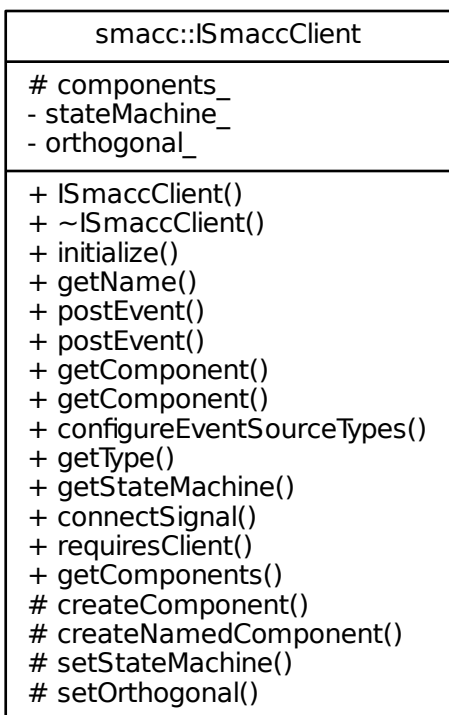 smacc::ISmaccClient
# components_
- stateMachine_
- orthogonal_
+ ISmaccClient()
+ ~ISmaccClient()
+ initialize()
+ getName()
+ postEvent()
+ postEvent()
+ getComponent()
+ getComponent()
+ configureEventSourceTypes()
+ getType()
+ getStateMachine()
+ connectSignal()
+ requiresClient()
+ getComponents()
# createComponent()
# createNamedComponent()
# setStateMachine()
# setOrthogonal()